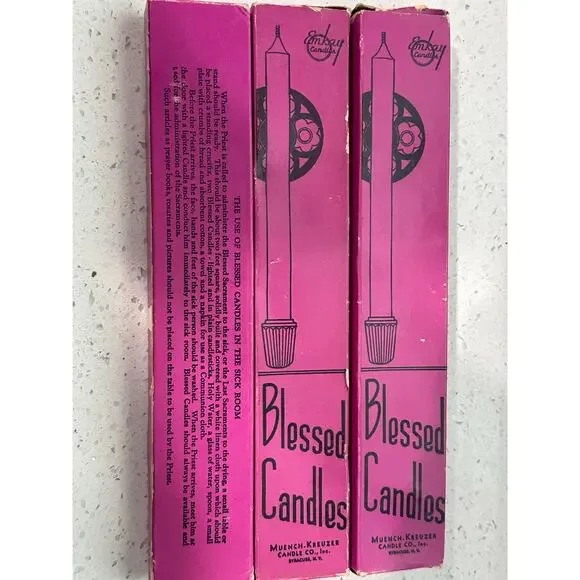 THE USE OF BLESSED CANDLES IN THE SICK ROOM
When the Priest is called to administer the Blessed Sacrament to the sick, or the Last Sacraments to the dying, a small table or
stand should be ready. This should be about two foot square, solidly built and covered with a white linen cloth upon which should
be placed a standing crucifix, two Blessed Candles - lighted and in plain candlesticks, Holy Water, a glass of water, spoon, a small
plate with crumbs of bread and absorbent cotton, a towel and a napkin for use as a Communion cloth.
Before the Priest arrives, the face, hands and feet of the sick person should be washed. When the Priest arrives, meet him at
the door with a lighted Candle and conduct him immediately to the sick room. Blessed Candles should always be available and
used for the administration of the Sacraments.
Such articles as prayer books, rosaries and pictures should not be placed on the table to be used by the Priest.
Emkay
Candles
Blessed
Candles
MUENCH-KREUZER
CANDLE CO., INC.
SYRACUSE, N. Y.
Emkay
Candles
Blessed
Candles
MUENCH-KREUZER
CANDLE CO., INC.
SYRACUSE, N. Y.